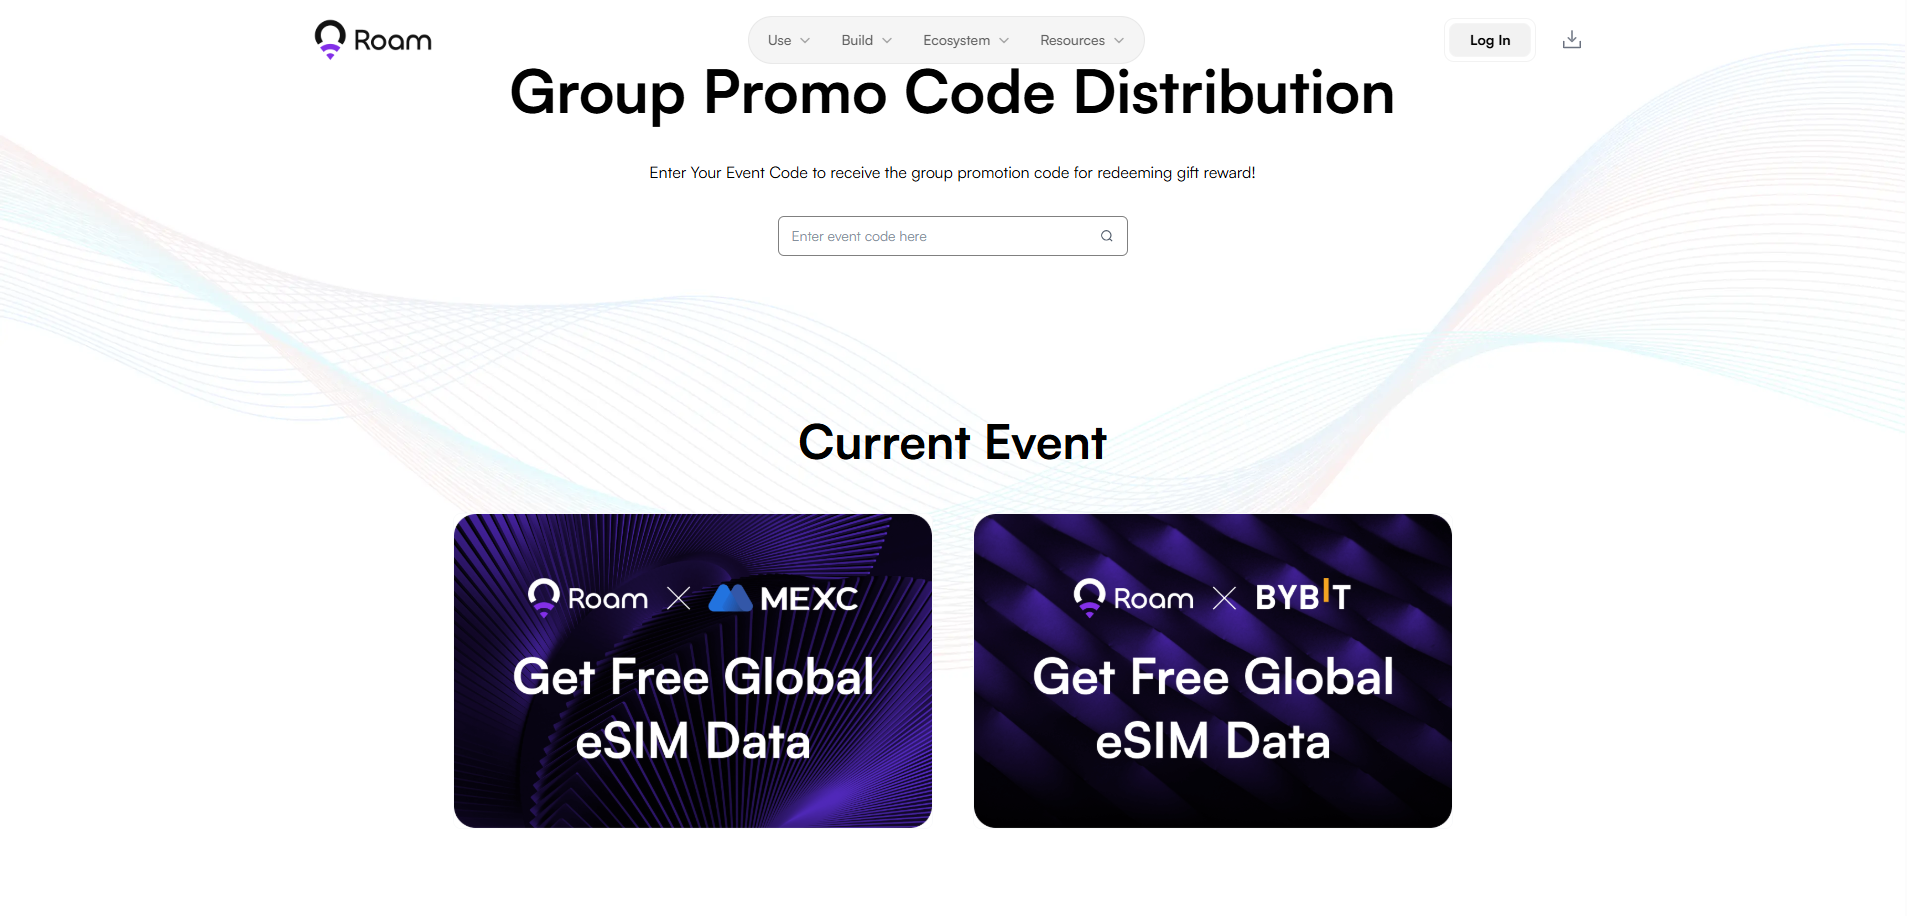 Roam
Use
Build
Ecosystem
Resources
Log In
Group Promo Code Distribution
Enter Your Event Code to receive the group promotion code for redeeming gift reward!
Enter event code here
Current Event
Roam MEXC
Get Free Global
eSIM Data
Roam BYBIT
Get Free Global
eSIM Data